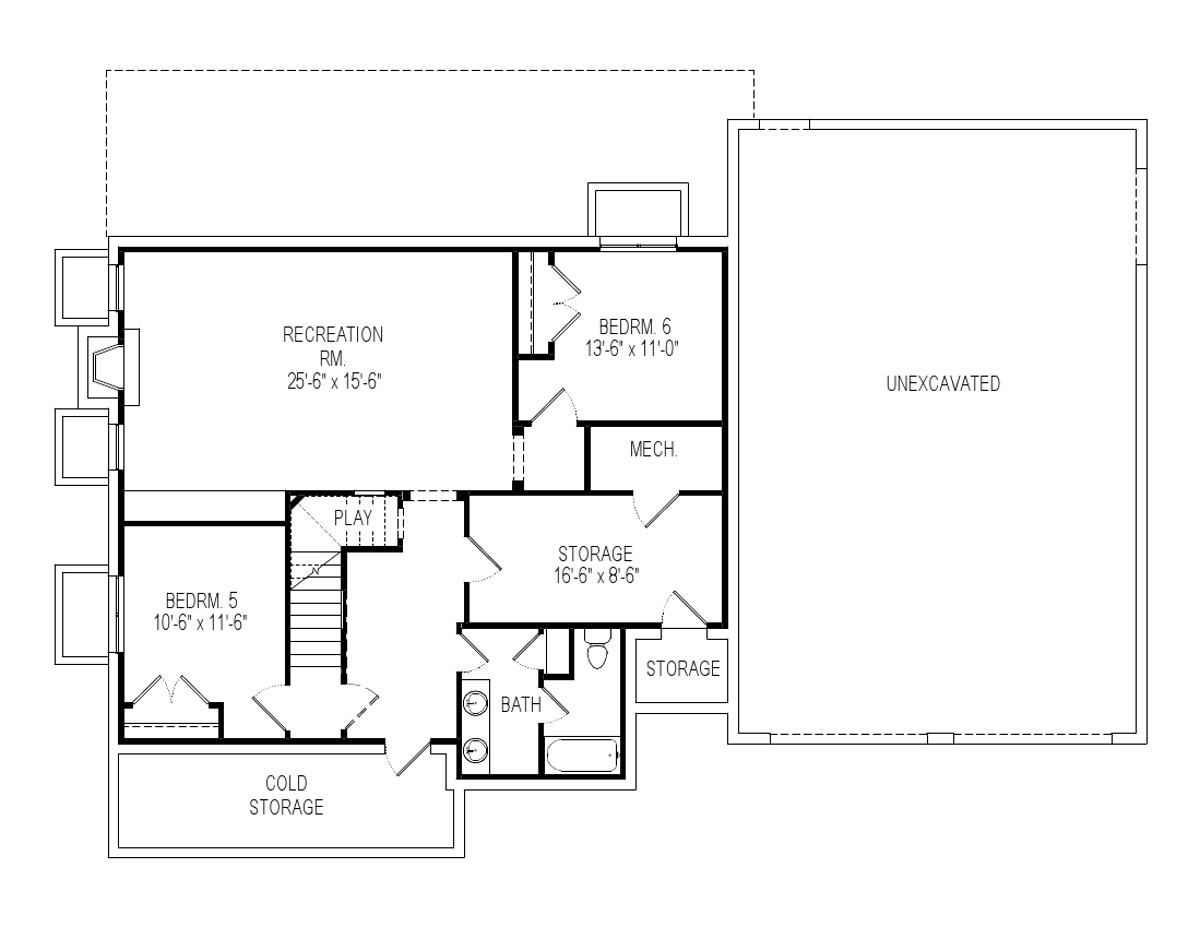 RECREATION
RM.
25'-6" x 15'-6"
BEDRM. 6
13'-6" x 11'-0"
UNEXCAVATED
MECH.
PLAY
STORAGE
16'-6" x 8'-6"
BEDRM. 5
10'-6" x 11'-6"
STORAGE
BATH
COLD
STORAGE